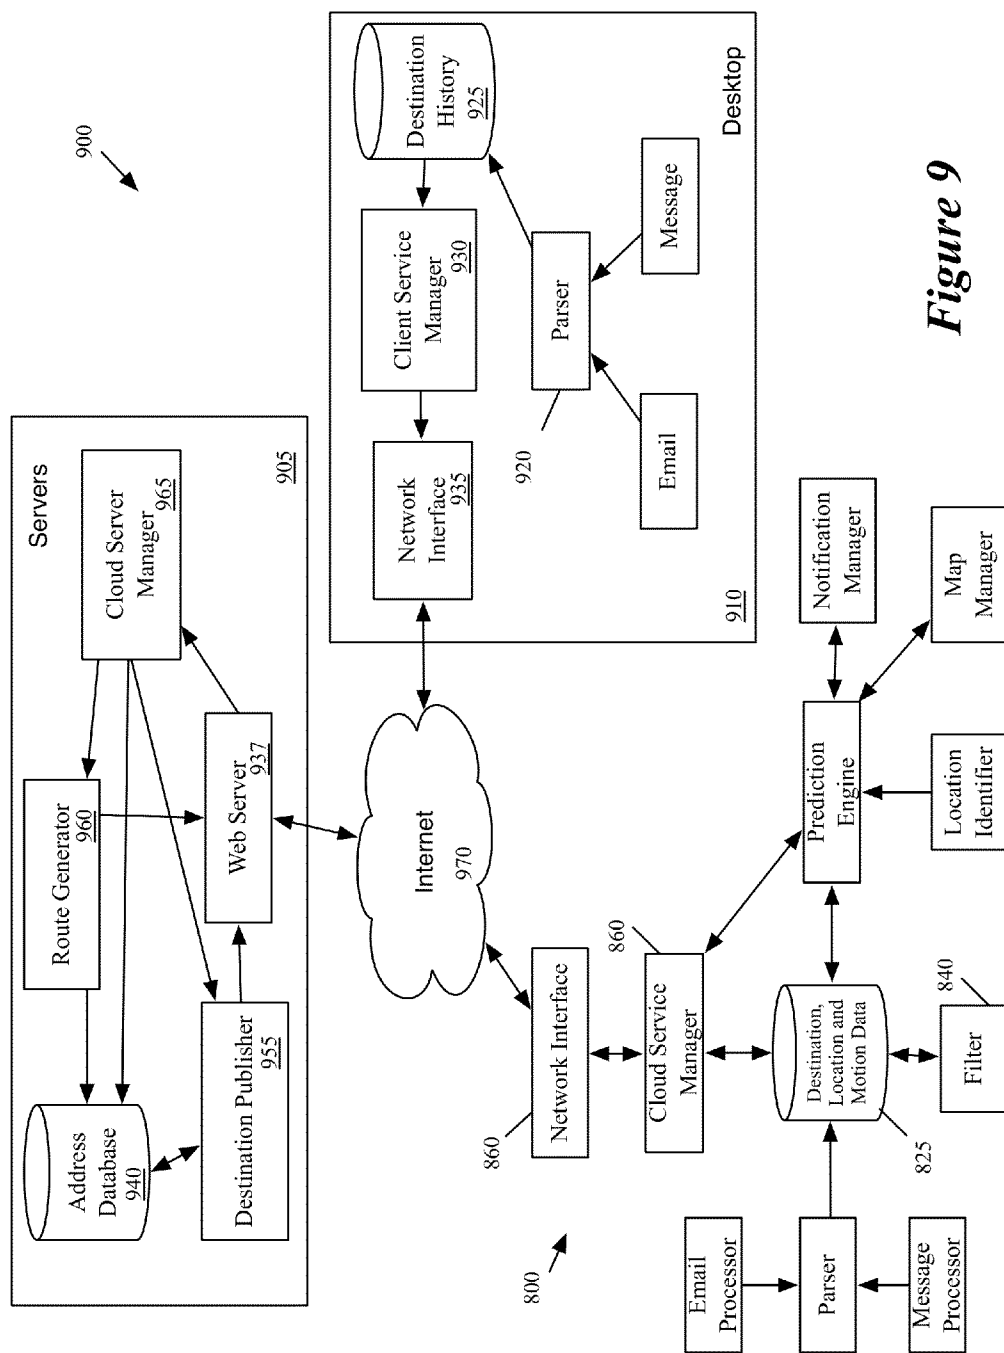 900
Servers
Cloud Server
Manager
965
905
Route Generator
960
Web Server
937
Address
Database
940
Destination Publisher
955
Destination
History
925
Client Service
Manager
930
Network
Interface
935
Parser
920
Message
Email
Desktop
910
Internet
970
800
Network Interface
860
Cloud Service
Manager
860
Email
Processor
Parser
Message
Processor
Destination,
Location and
Motion Data
825
Filter
840
Prediction
Engine
Location
Identifier
Notification
Manager
Map
Manager
Figure 9